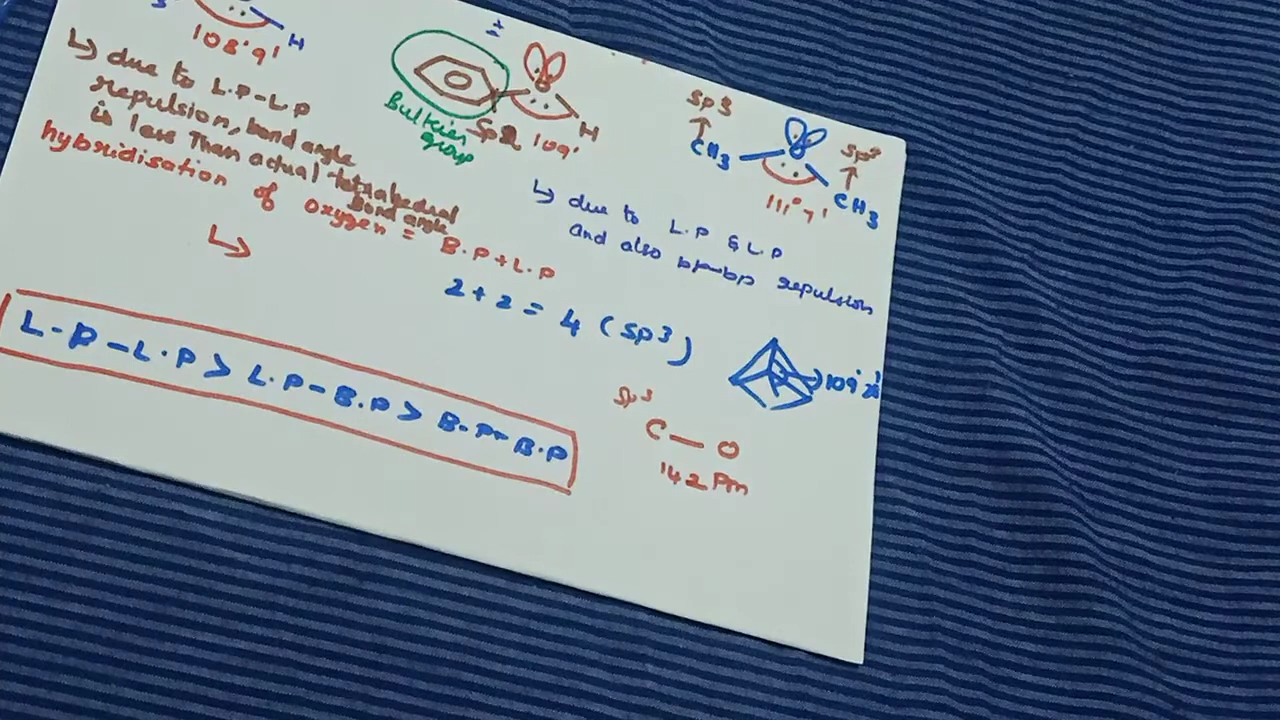 108°9'
H
↳ due to L.P-L.P
repulsion, bond angle
is less Than actual tetrahedral
Bond angle
±
Bulkier
group
Sp2
109'
H
hybridisation of oxygen = B.P+L.P
2+2=4 (Sp3)
↳
L.P-L.P > L.P-B.P > B.P-B.P
Sp3
CH3
Sp3
CH3
111°7'
↳ due to L.P & L.P
and also bp-bp repulsion
109°28'
Sp3
C-O
142 Pm